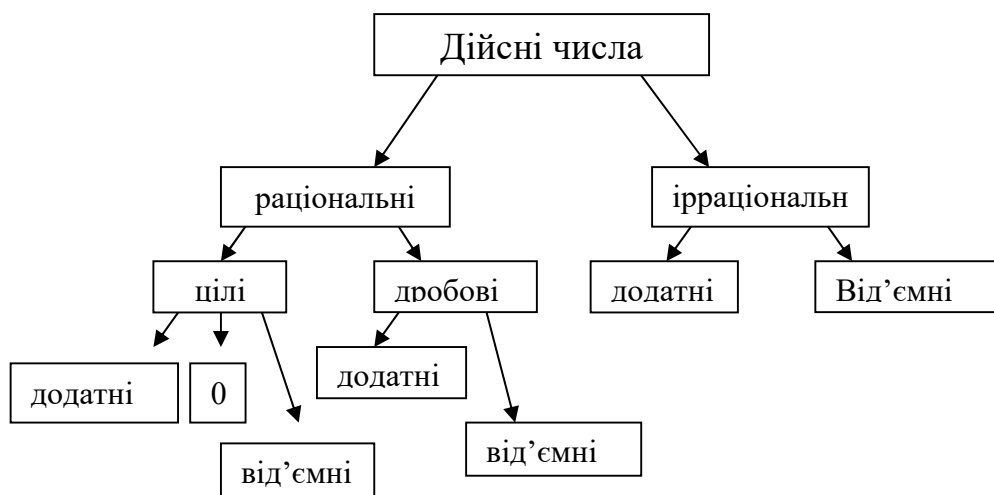 Дійсні числа
раціональні
ірраціональн
цілі
дробові
додатні
Від’ємні
додатні
0
додатні
від’ємні
від’ємні